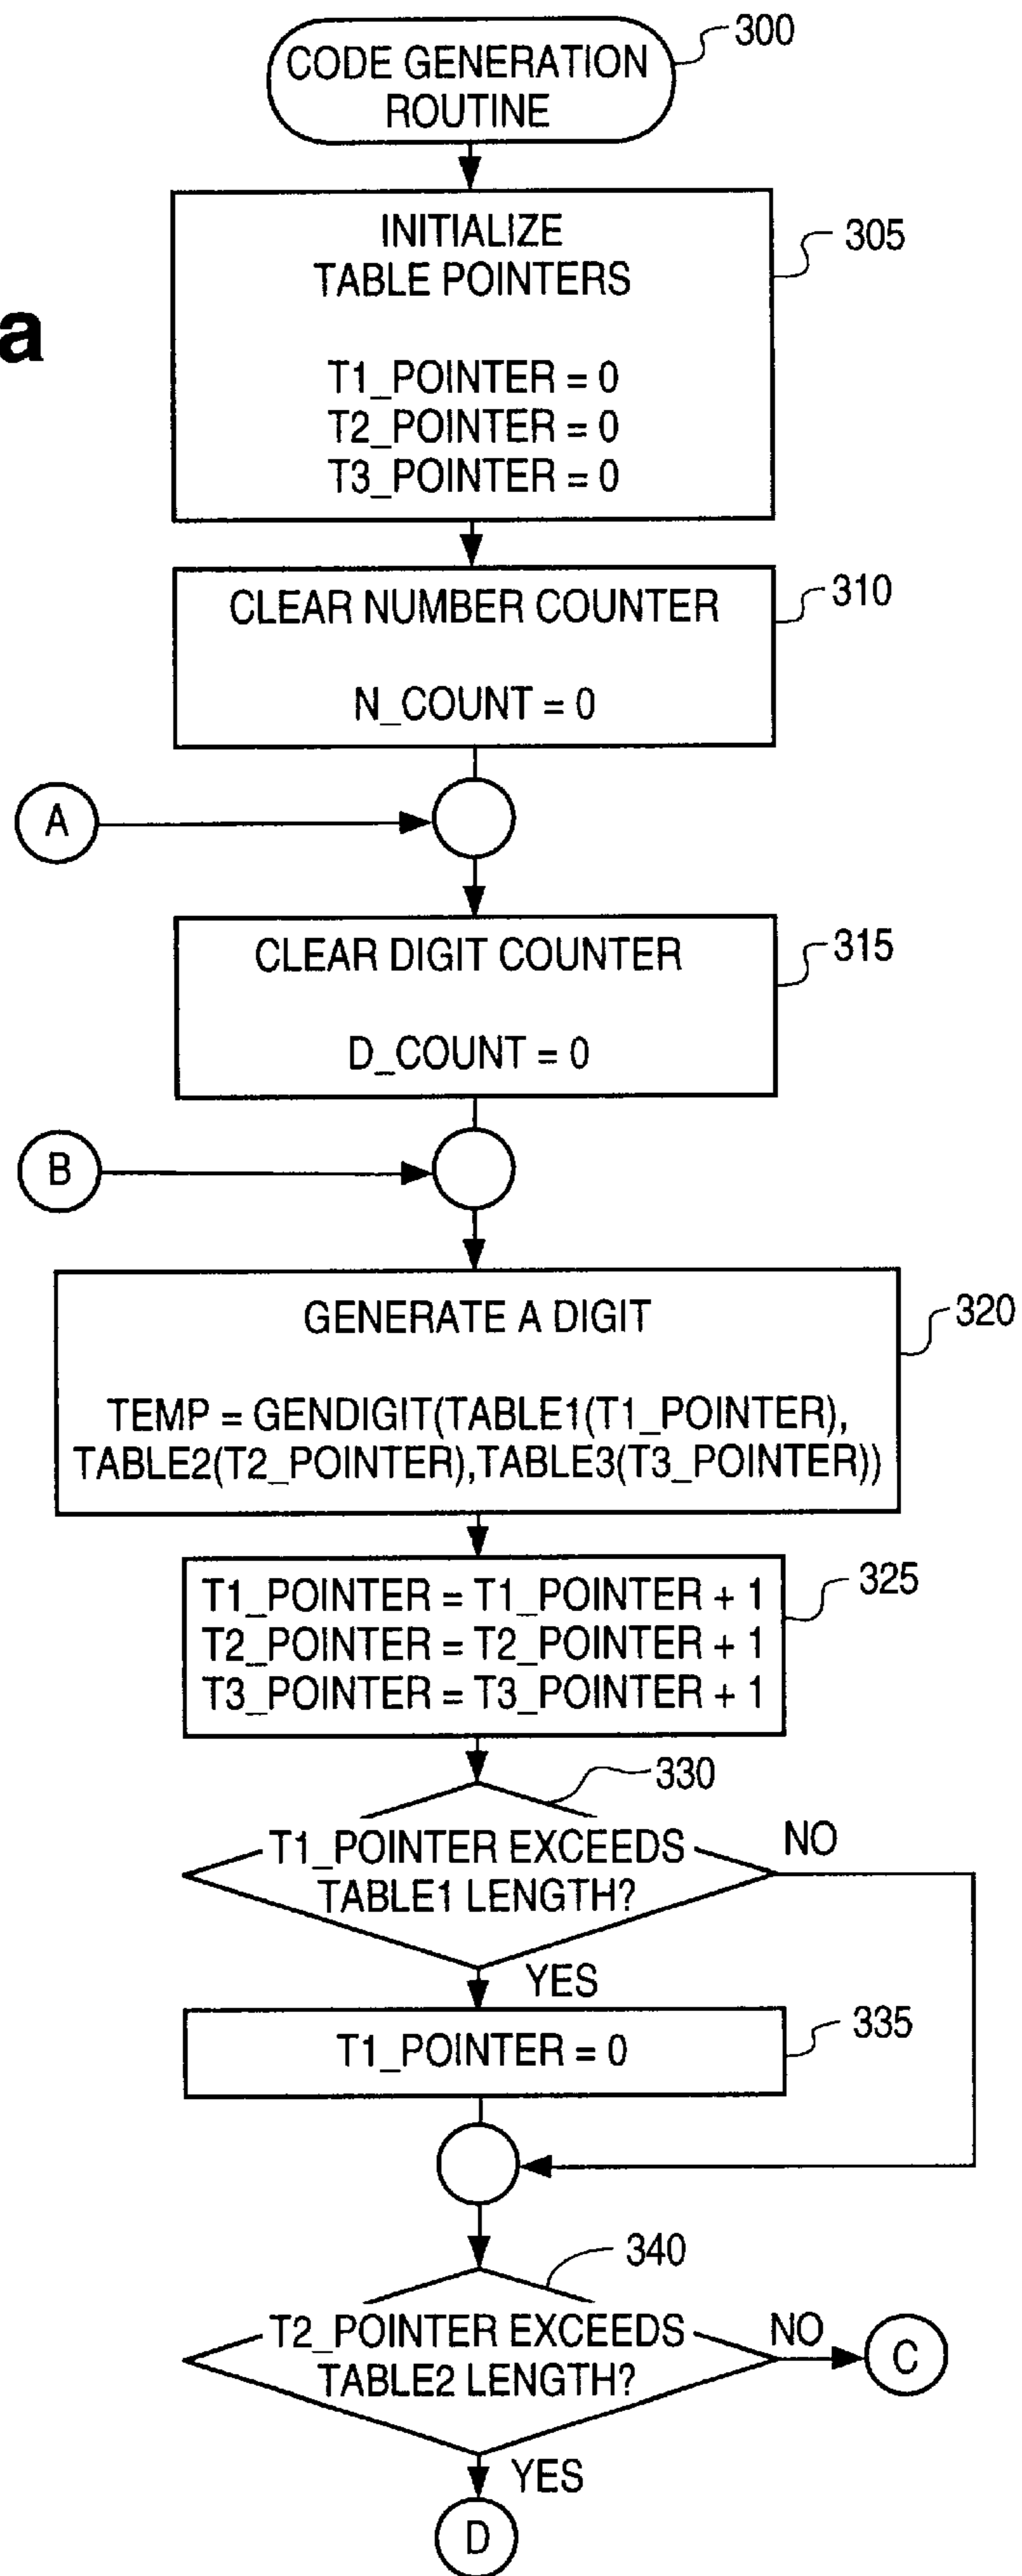 CODE GENERATION
ROUTINE
300
INITIALIZE
TABLE POINTERS
305
a
T1_POINTER = 0
T2_POINTER = 0
T3_POINTER = 0
CLEAR NUMBER COUNTER
310
N_COUNT = 0
A
CLEAR DIGIT COUNTER
315
D_COUNT = 0
B
GENERATE A DIGIT
320
TEMP = GENDIGIT(TABLE1(T1_POINTER),
TABLE2(T2_POINTER),TABLE3(T3_POINTER))
T1_POINTER = T1_POINTER + 1
T2_POINTER = T2_POINTER + 1
T3_POINTER = T3_POINTER + 1
325
330
T1_POINTER EXCEEDS
TABLE1 LENGTH?
NO
YES
T1_POINTER = 0
335
340
T2_POINTER EXCEEDS
TABLE2 LENGTH?
NO
C
YES
D